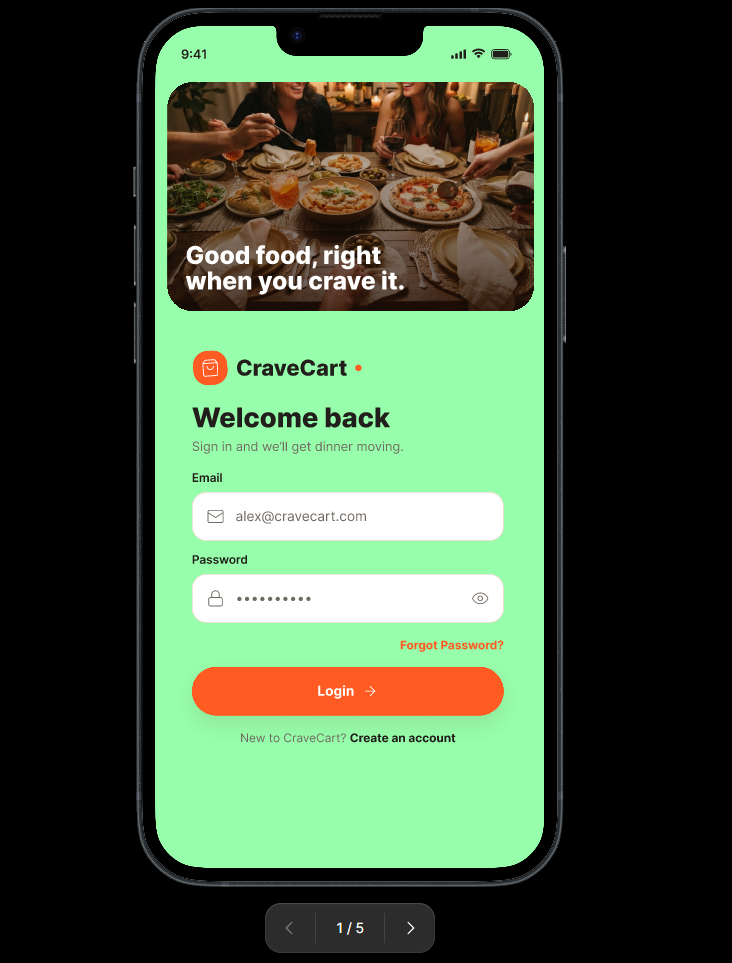 9:41
Good food, right
when you crave it.
CraveCart
Welcome back
Sign in and we'll get dinner moving.
Email
alex@cravecart.com
Password
••••••••••
Forgot Password?
Login →
New to CraveCart? Create an account
1 / 5